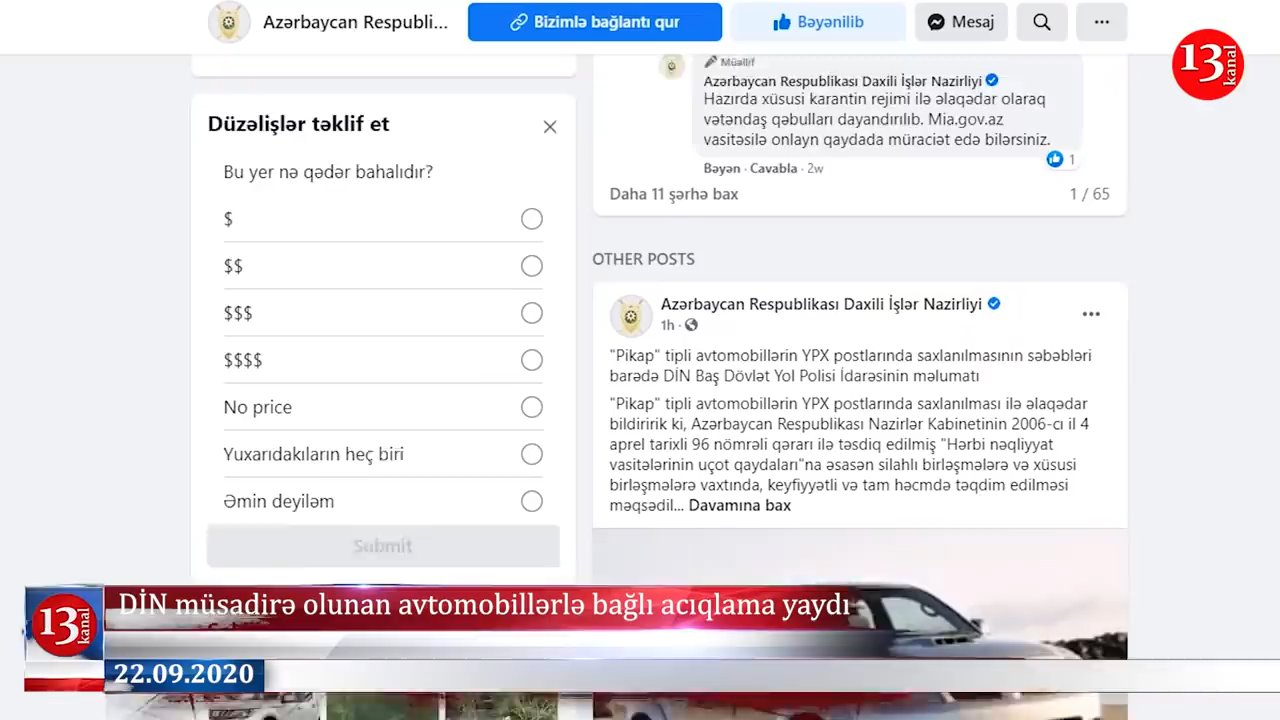 Azərbaycan Respubli...
Bizimlə bağlantı qur
Bəyənilib
Mesaj
13
kanal
Düzəlişlər təklif et
Bu yer nə qədər bahalıdır?
$
$$
$$$
$$$$
No price
Yuxarıdakıların heç biri
Əmin deyiləm
Submit
Müəllif
Azərbaycan Respublikası Daxili İşlər Nazirliyi
Hazırda xüsusi karantin rejimi ilə əlaqədar olaraq
vətəndaş qəbulları dayandırılıb. Mia.gov.az
vasitəsilə onlayn qaydada müraciət edə bilərsiniz.
1
Bəyən · Cavabla · 2w
Daha 11 şərhə bax
1 / 65
OTHER POSTS
Azərbaycan Respublikası Daxili İşlər Nazirliyi
1h ·
"Pikap" tipli avtomobillərin YPX postlarında saxlanılmasının səbəbləri
barədə DİN Baş Dövlət Yol Polisi İdarəsinin məlumatı
"Pikap" tipli avtomobillərin YPX postlarında saxlanılması ilə əlaqədar
bildiririk ki, Azərbaycan Respublikası Nazirlər Kabinetinin 2006-cı il 4
aprel tarixli 96 nömrəli qərarı ilə təsdiq edilmiş "Hərbi nəqliyyat
vasitələrinin uçot qaydaları"na əsasən silahlı birləşmələrə və xüsusi
birləşmələrə vaxtında, keyfiyyətli və tam həcmdə təqdim edilməsi
məqsədil... Davamına bax
DİN müsadirə olunan avtomobillərlə bağlı acıqlama yaydı
13
kanal
22.09.2020